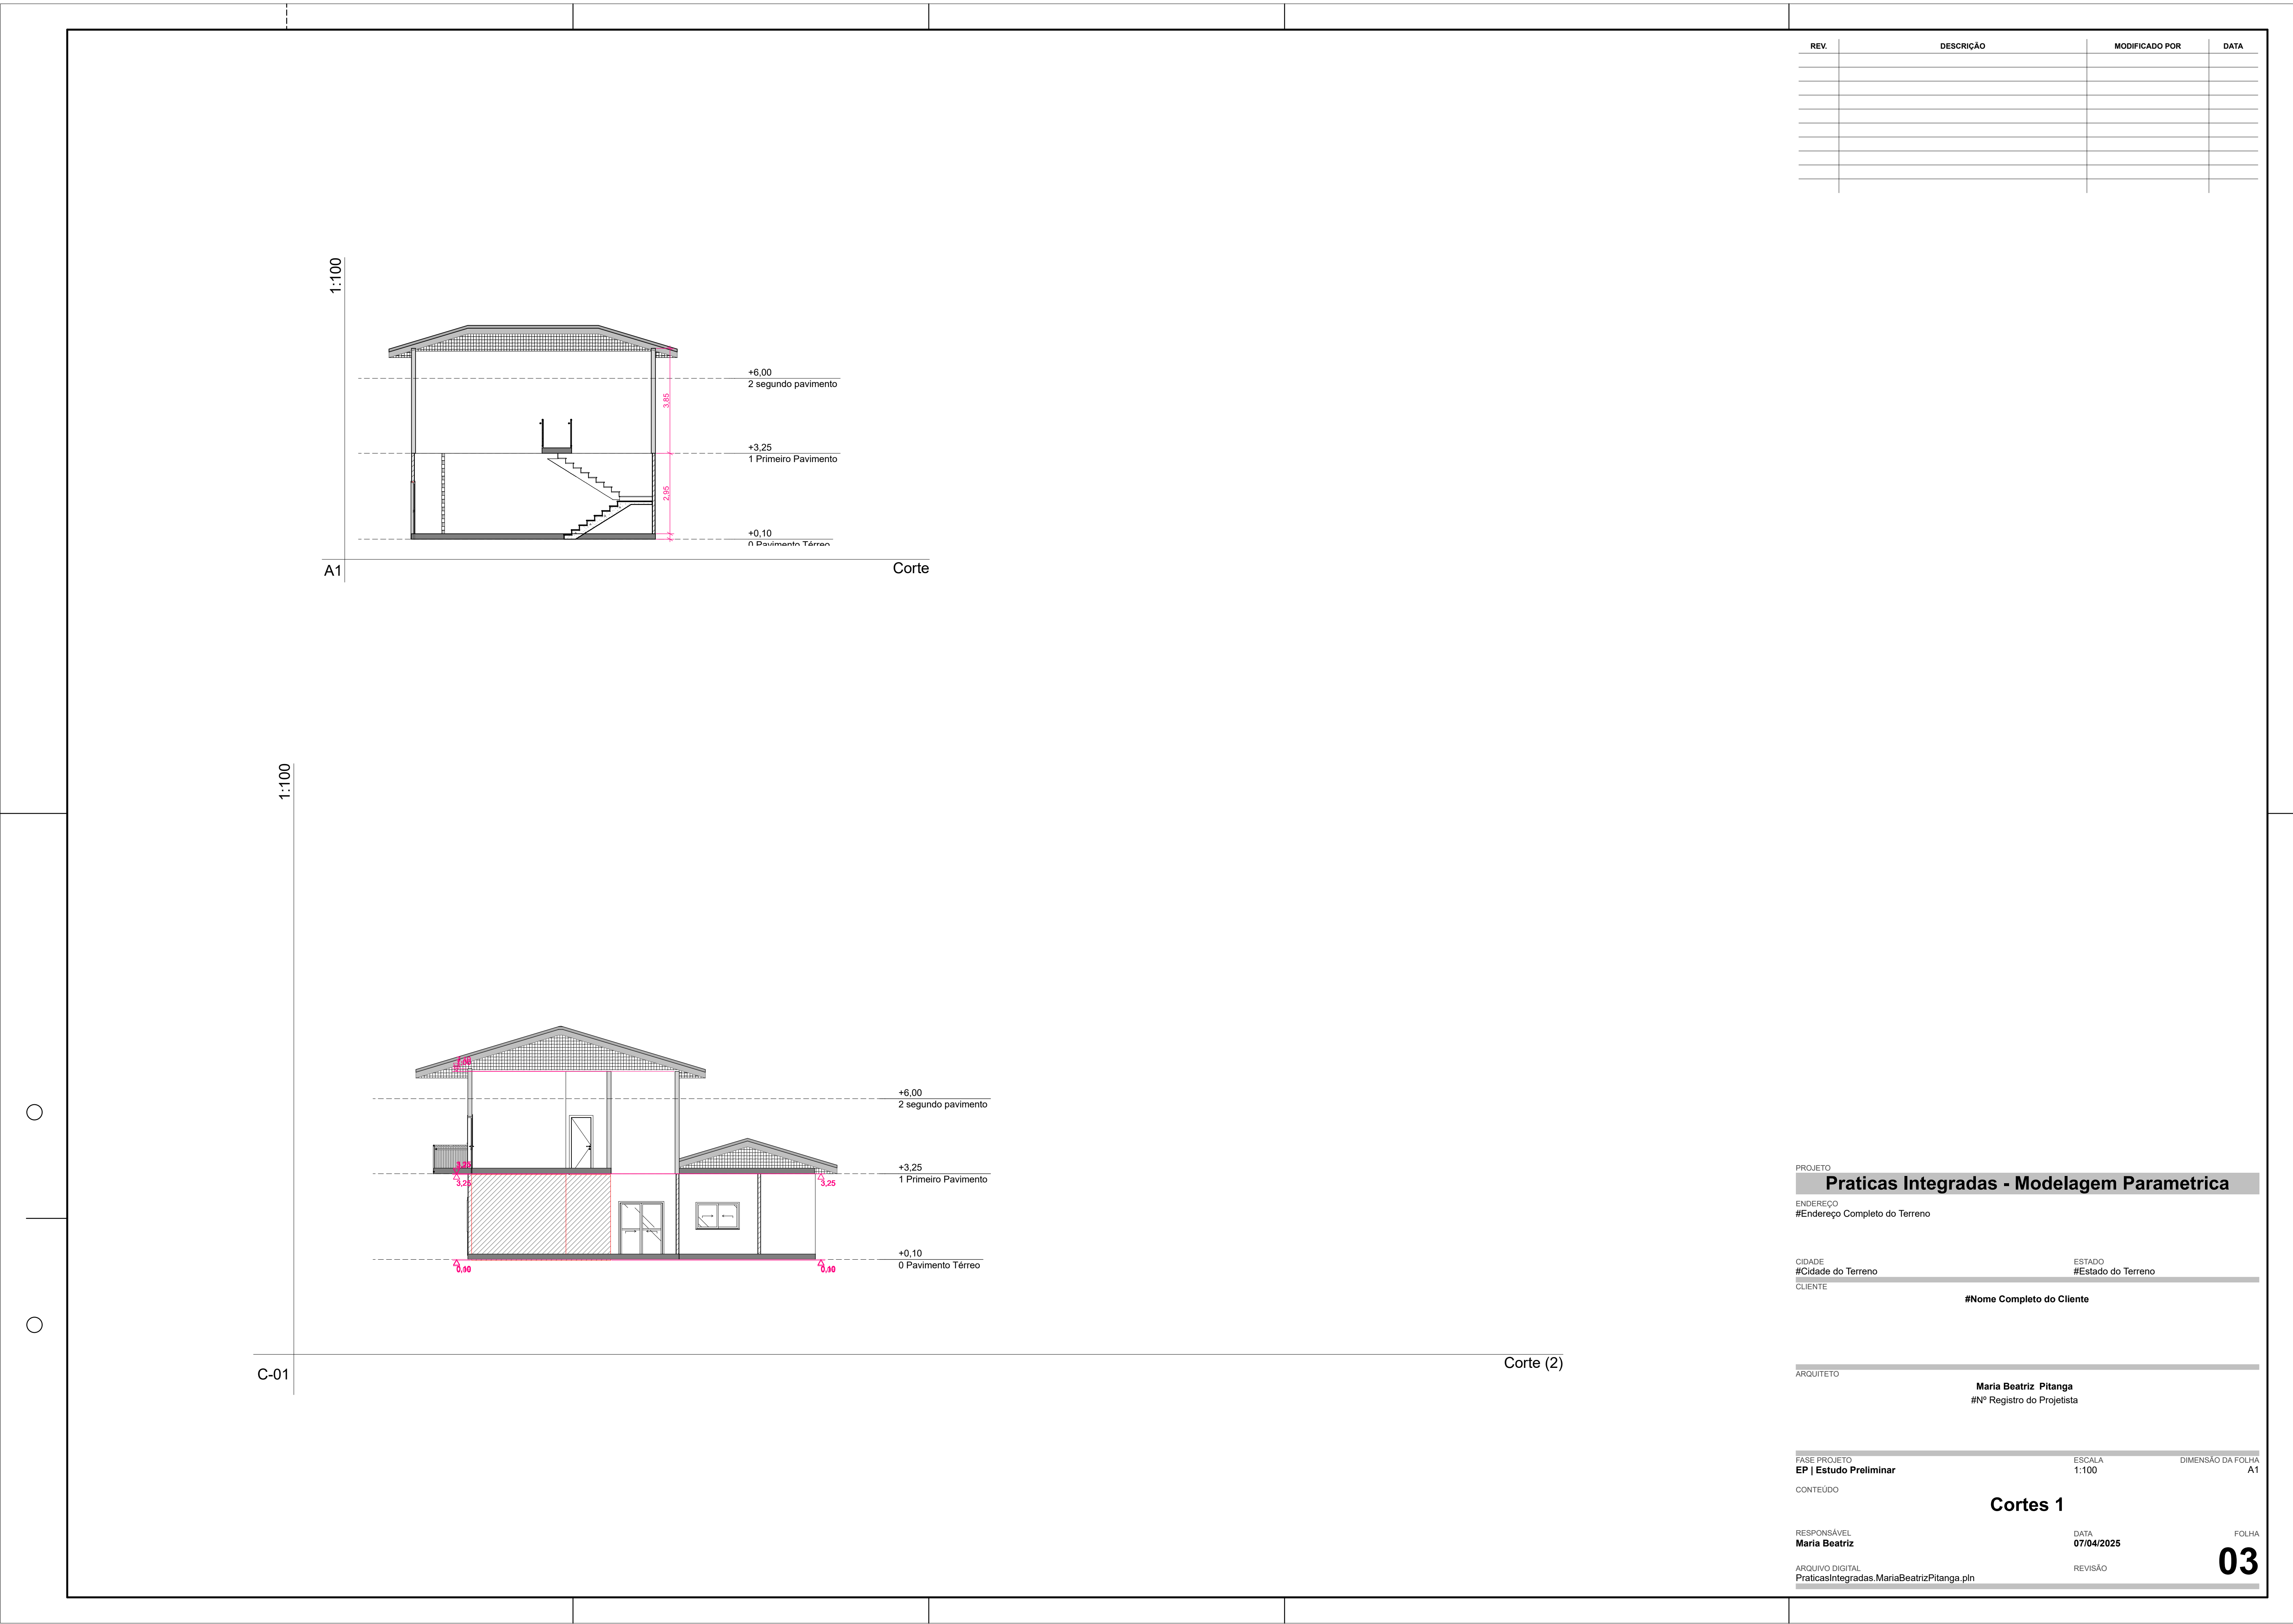 REV. DESCRIÇÃO MODIFICADO POR DATA
1:100
+6,00
2 segundo pavimento
3,85
+3,25
1 Primeiro Pavimento
2,95
+0,10
0 Pavimento Térreo
A1 Corte
1:100
+6,00
2 segundo pavimento
3,25
+3,25
1 Primeiro Pavimento
3,25 3,25
+0,10
0 Pavimento Térreo
C-01 Corte (2)
PROJETO
Praticas Integradas - Modelagem Parametrica
ENDEREÇO
#Endereço Completo do Terreno
CIDADE ESTADO
#Cidade do Terreno #Estado do Terreno
CLIENTE
#Nome Completo do Cliente
ARQUITETO
Maria Beatriz Pitanga
#Nº Registro do Projetista
FASE PROJETO ESCALA DIMENSÃO DA FOLHA
EP | Estudo Preliminar 1:100 A1
CONTEÚDO
Cortes 1
RESPONSÁVEL DATA FOLHA
Maria Beatriz 07/04/2025
03
ARQUIVO DIGITAL REVISÃO
PraticasIntegradas.MariaBeatrizPitanga.pln